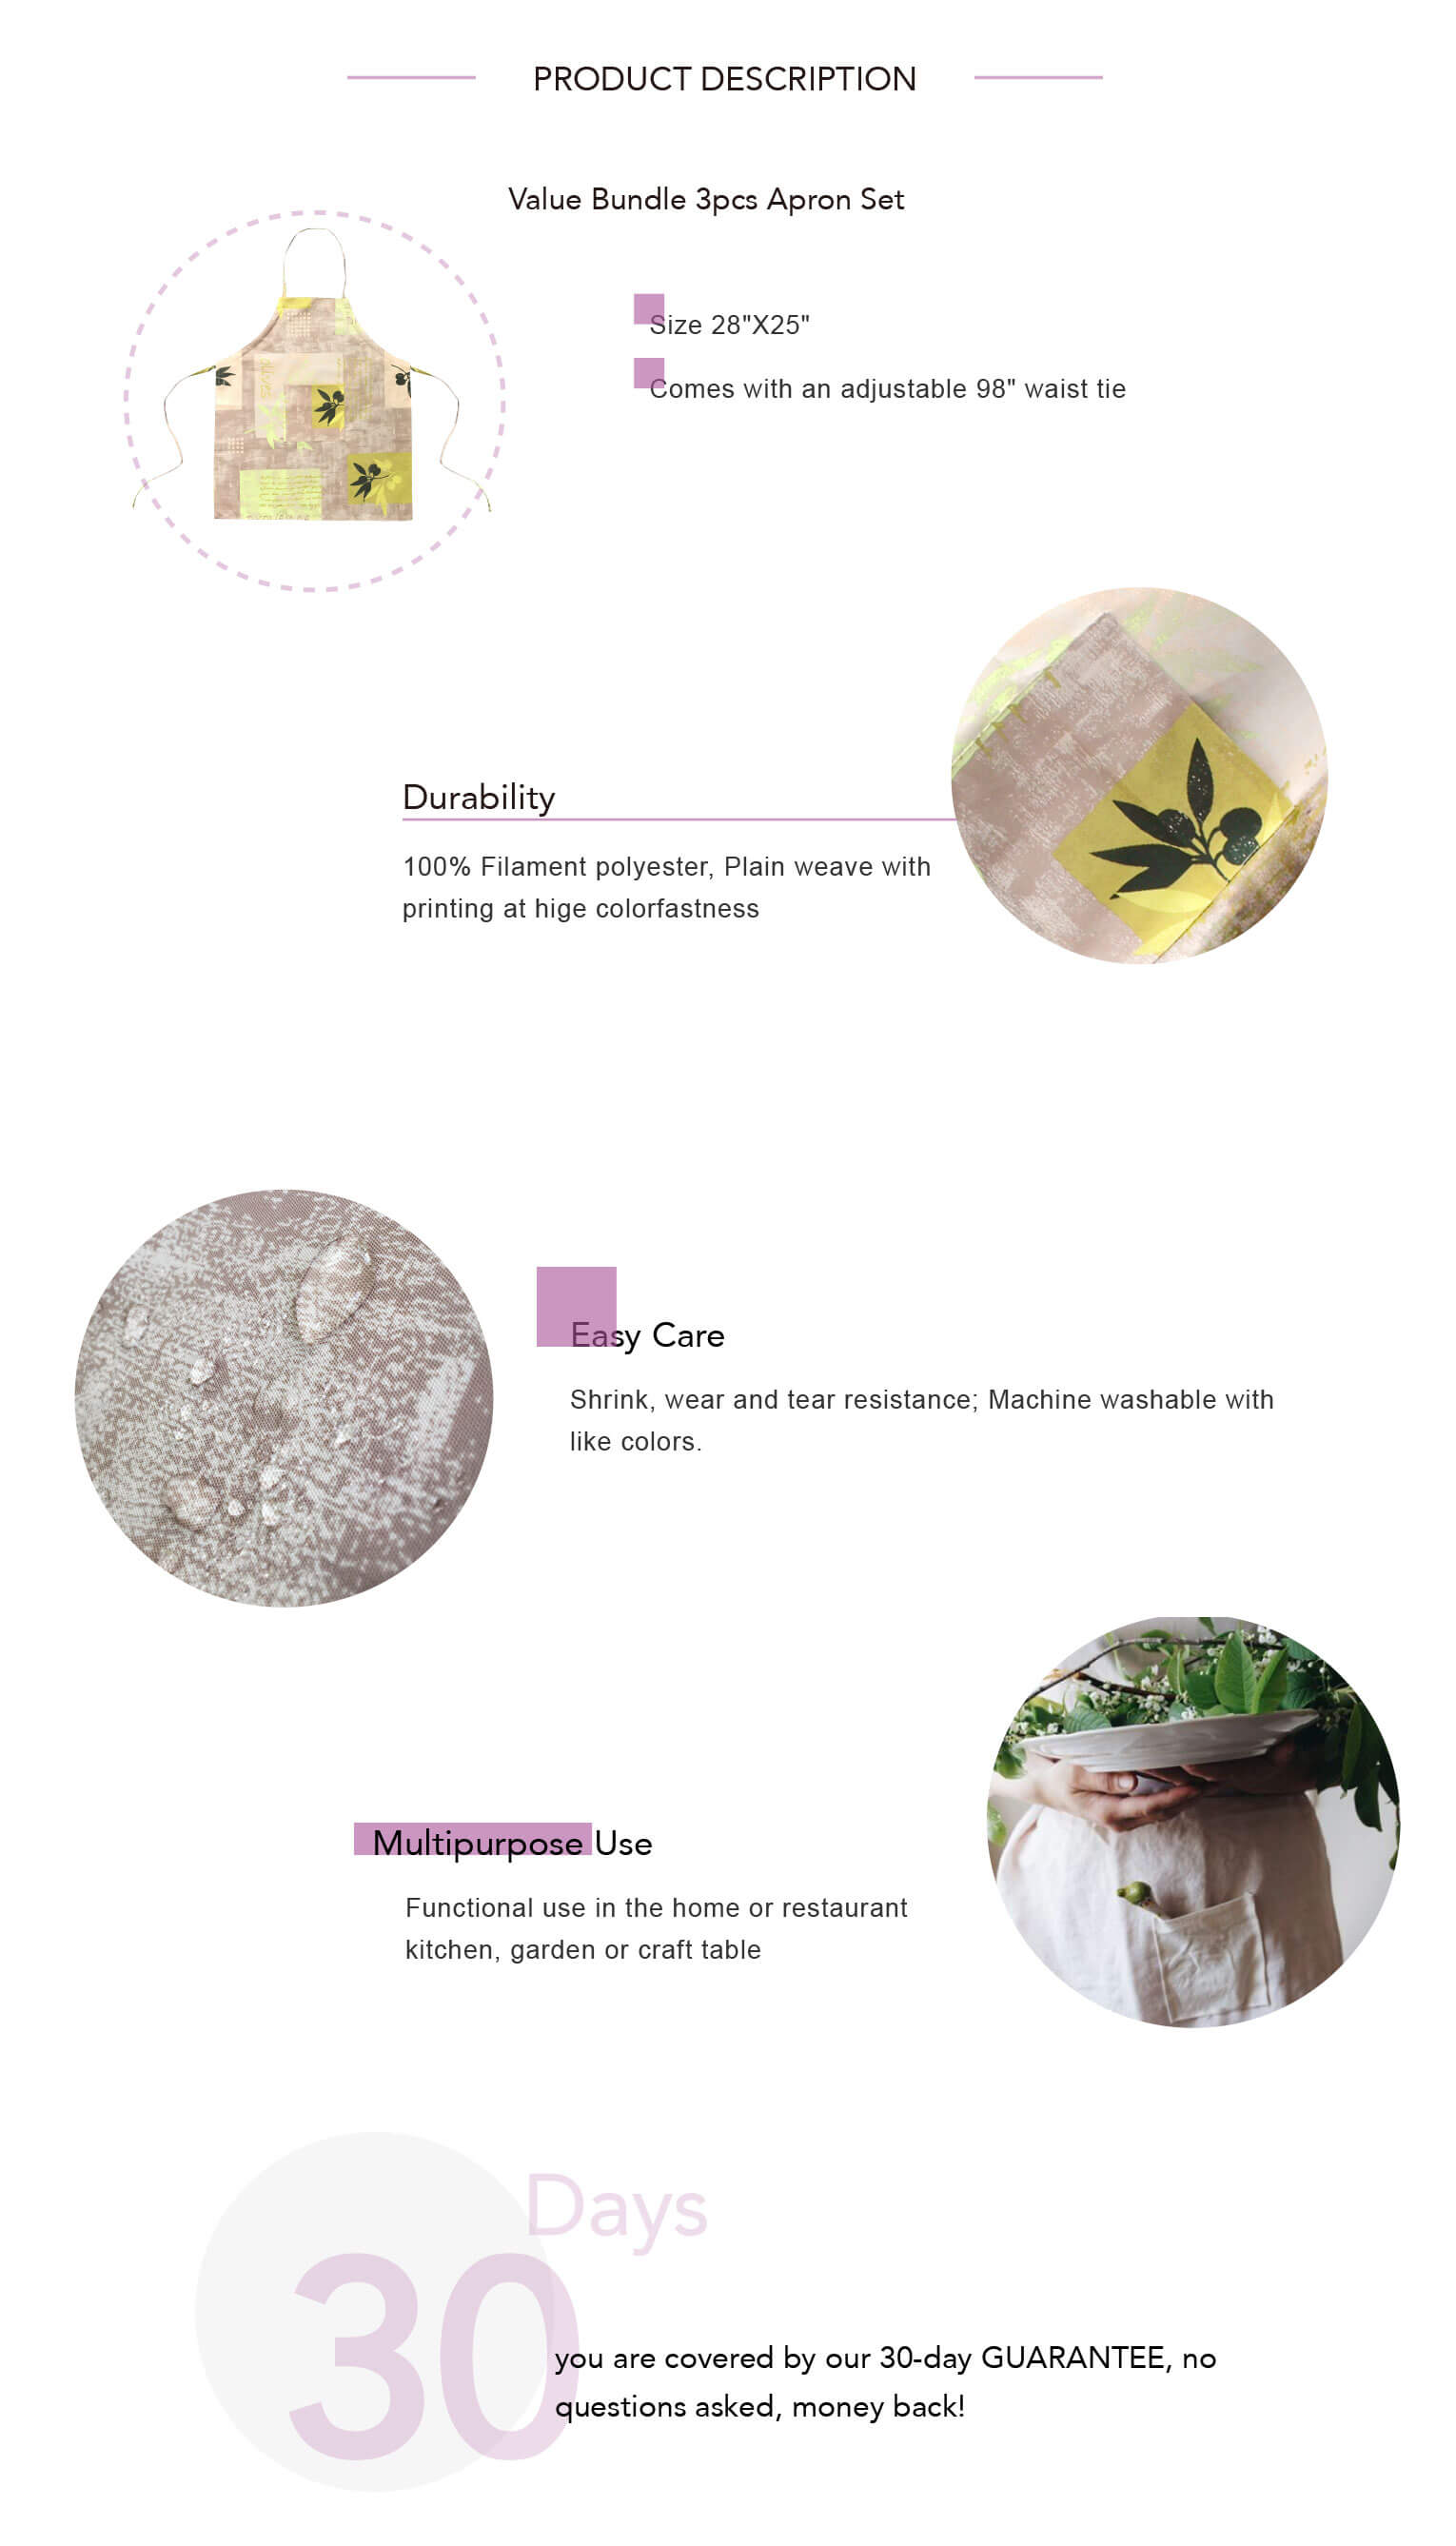 PRODUCT DESCRIPTION
Value Bundle 3pcs Apron Set
Size 28"X25"
Comes with an adjustable 98" waist tie
Durability
100% Filament polyester, Plain weave with
printing at hige colorfastness
Easy Care
Shrink, wear and tear resistance; Machine washable with
like colors.
Multipurpose Use
Functional use in the home or restaurant
kitchen, garden or craft table
Days
30
you are covered by our 30-day GUARANTEE, no
questions asked, money back!